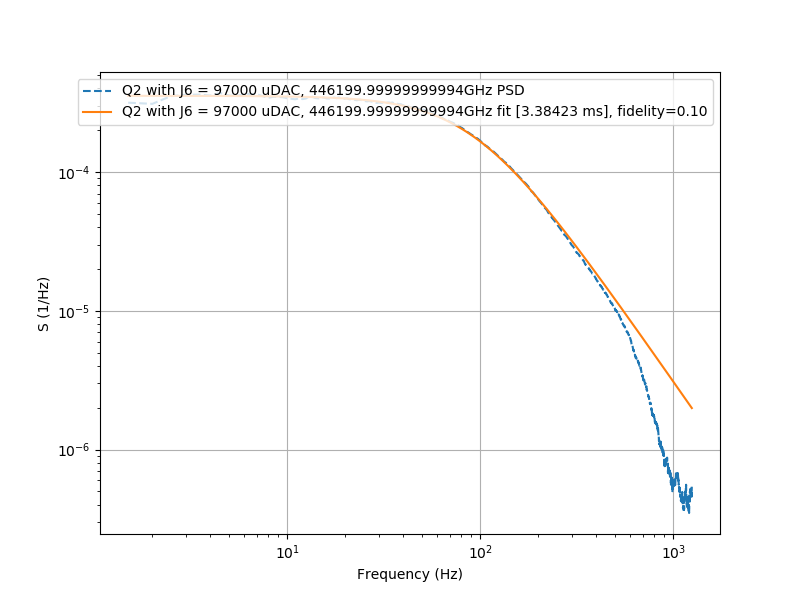 Q2 with J6 = 97000 uDAC, 446199.99999999994GHz PSD
Q2 with J6 = 97000 uDAC, 446199.99999999994GHz fit [3.38423 ms], fidelity=0.10
S (1/Hz)
10⁻⁴
10⁻⁵
10⁻⁶
10¹ 10² 10³
Frequency (Hz)